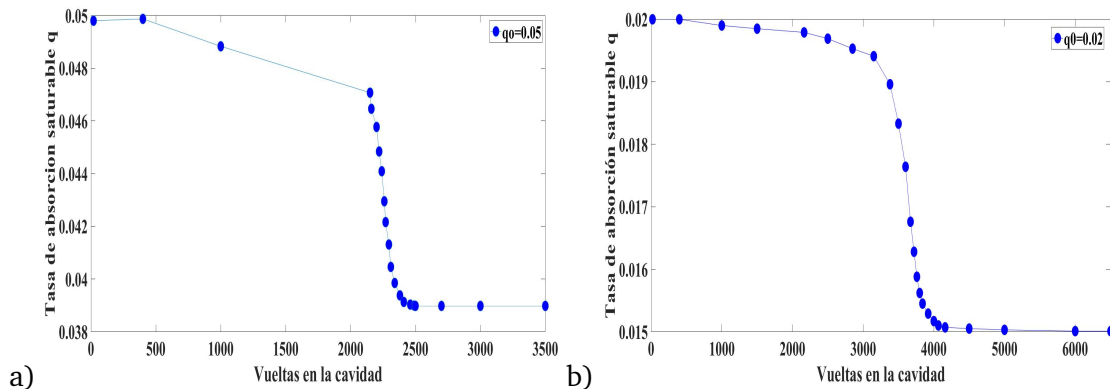 0.05
0.048
0.046
0.044
0.042
0.04
0.038
0 500 1000 1500 2000 2500 3000 3500
Tasa de absorcion saturable q
Vueltas en la cavidad
qo=0.05
a)
0.02
0.019
0.018
0.017
0.016
0.015
0 1000 2000 3000 4000 5000 6000
Tasa de absorción saturable q
Vueltas en la cavidad
q0=0.02
b)